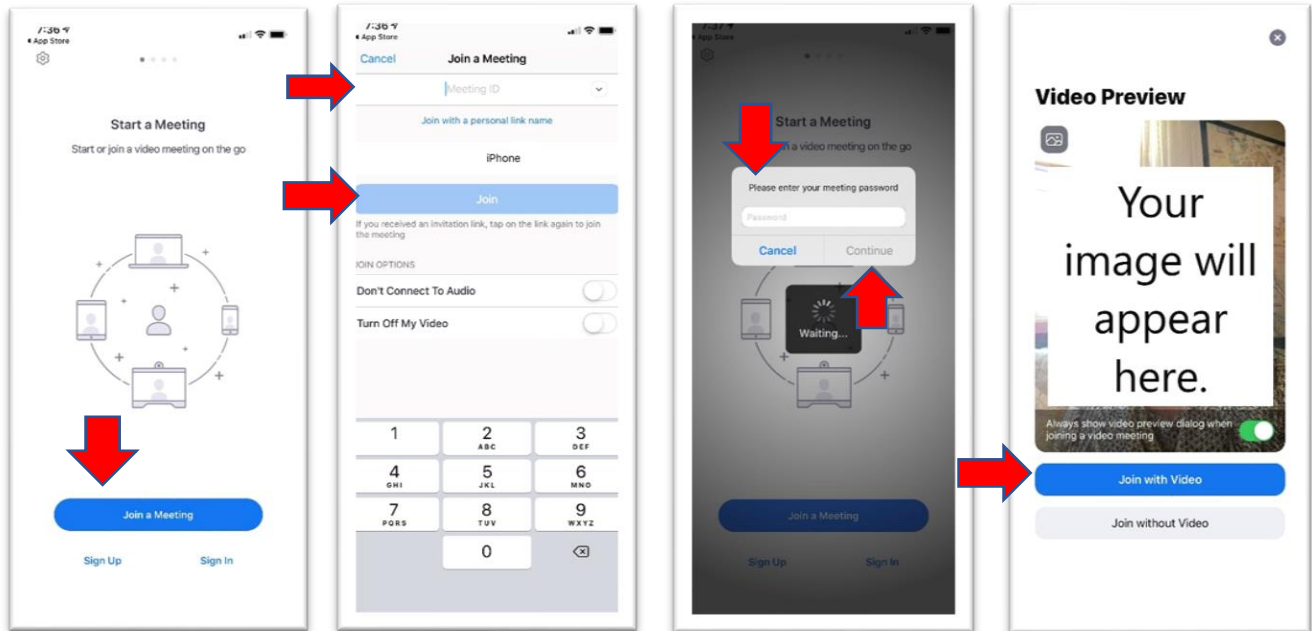 7:36
App Store
Start a Meeting
Start or join a video meeting on the go
Join a Meeting
Sign Up
Sign In
7:36
App Store
Cancel
Join a Meeting
Meeting ID
Join with a personal link name
iPhone
Join
If you received an invitation link, tap on the link again to join
the meeting
JOIN OPTIONS
Don't Connect To Audio
Turn Off My Video
1 2 3
ABC DEF
4 5 6
GHI JKL MNO
7 8 9
PQRS TUV WXYZ
0
7:37
App Store
Start a Meeting
a video meeting on the go
Please enter your meeting password
Password
Cancel
Continue
Waiting...
Join a Meeting
Sign Up
Sign In
Video Preview
Your
image will
appear
here.
Always show video preview dialog when
joining a video meeting
Join with Video
Join without Video